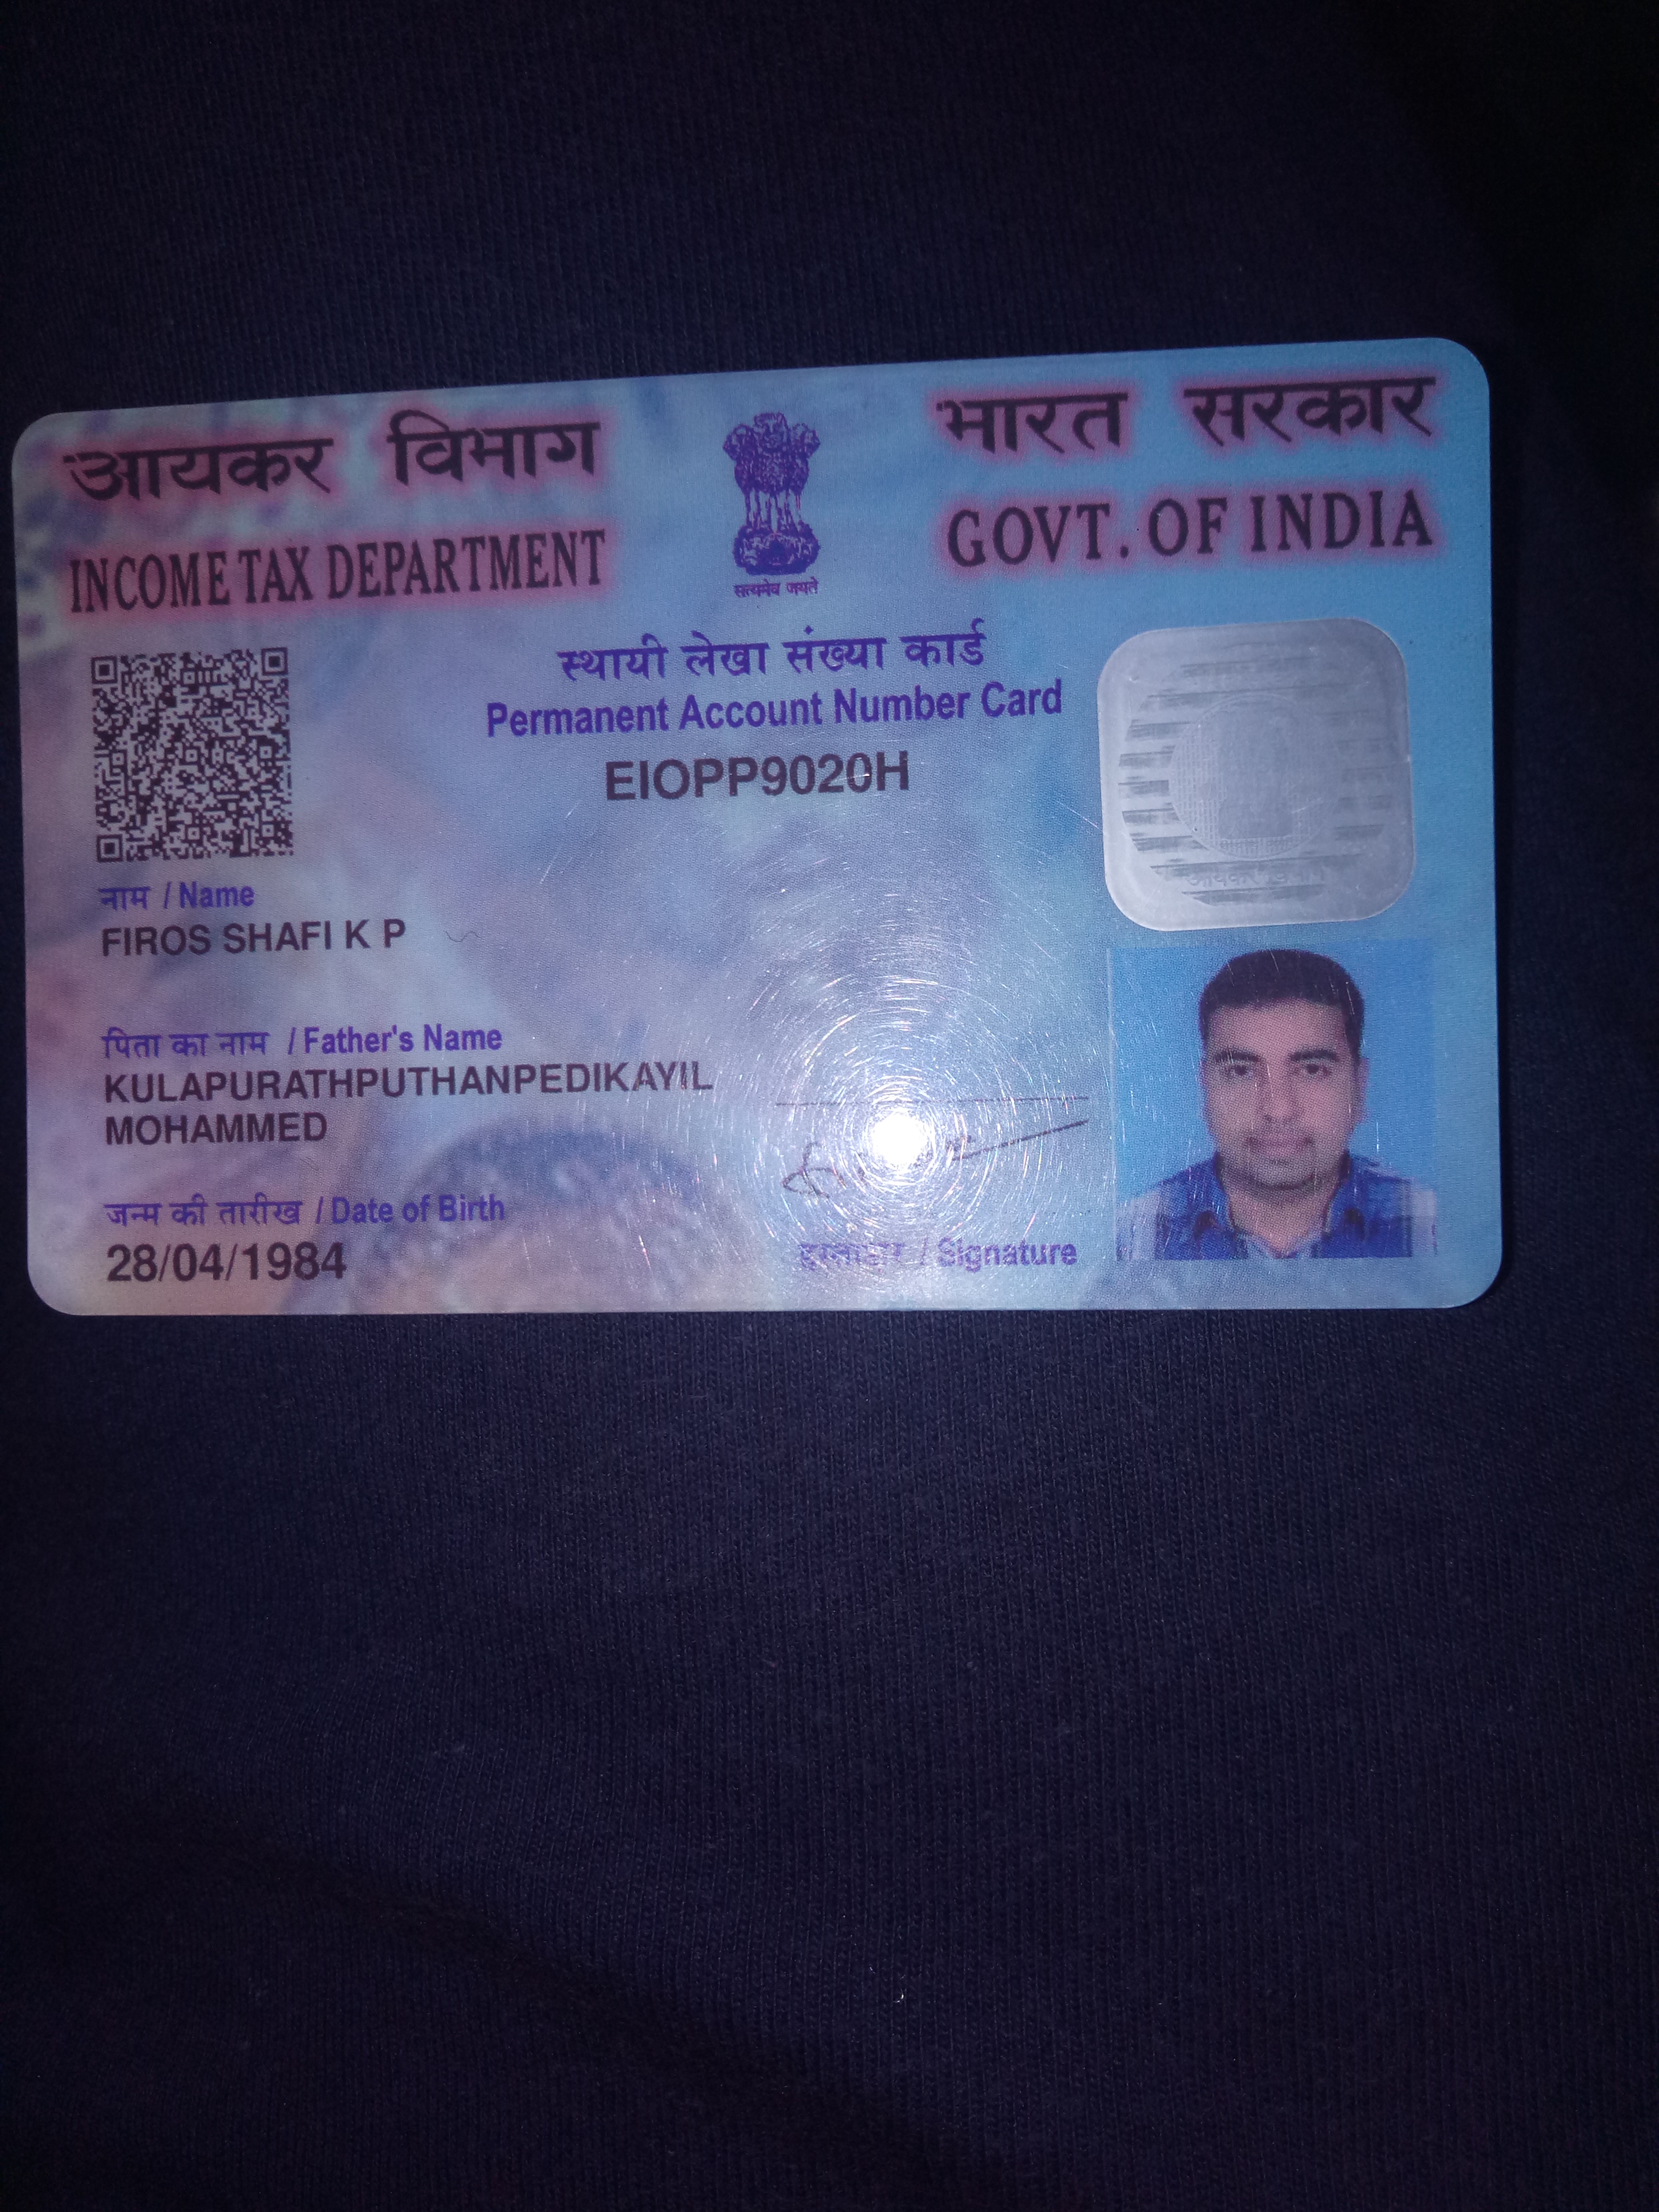 आयकर विभाग
INCOME TAX DEPARTMENT
भारत सरकार
GOVT. OF INDIA
सत्यमेव जयते
स्थायी लेखा संख्या कार्ड
Permanent Account Number Card
EIOPP9020H
नाम / Name
FIROS SHAFI K P
पिता का नाम / Father's Name
KULAPURATHPUTHANPEDIKAYIL
MOHAMMED
जन्म की तारीख / Date of Birth
28/04/1984
हस्ताक्षर / Signature